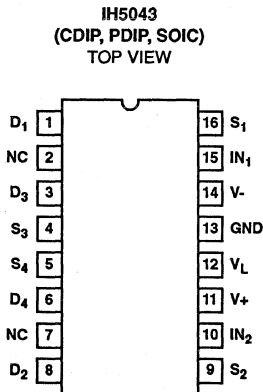 IH5043
(CDIP, PDIP, SOIC)
TOP VIEW
D1 1 16 S1
NC 2 15 IN1
D3 3 14 V-
S3 4 13 GND
S4 5 12 VL
D4 6 11 V+
NC 7 10 IN2
D2 8 9 S2